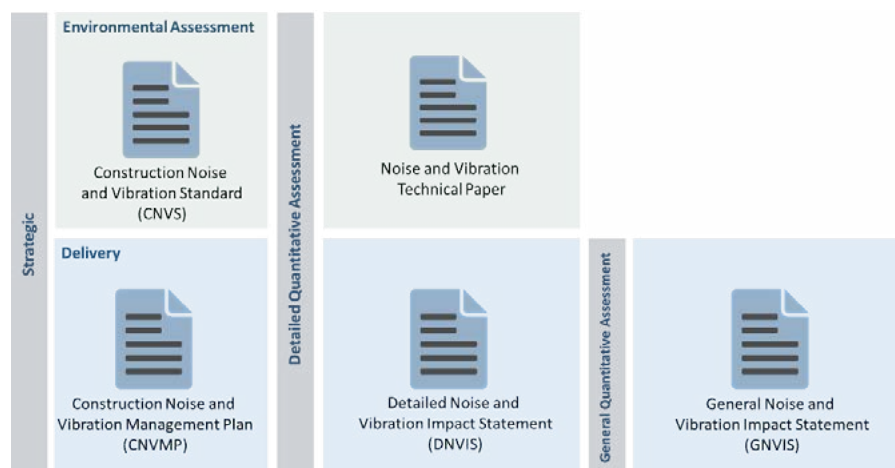 Strategic
Environmental Assessment
Construction Noise
and Vibration Standard
(CNVS)
Delivery
Construction Noise and
Vibration Management Plan
(CNVMP)
Detailed Quantitative Assessment
Noise and Vibration
Technical Paper
Detailed Noise and
Vibration Impact Statement
(DNVIS)
General Quantitative Assessment
General Noise and
Vibration Impact Statement
(GNVIS)